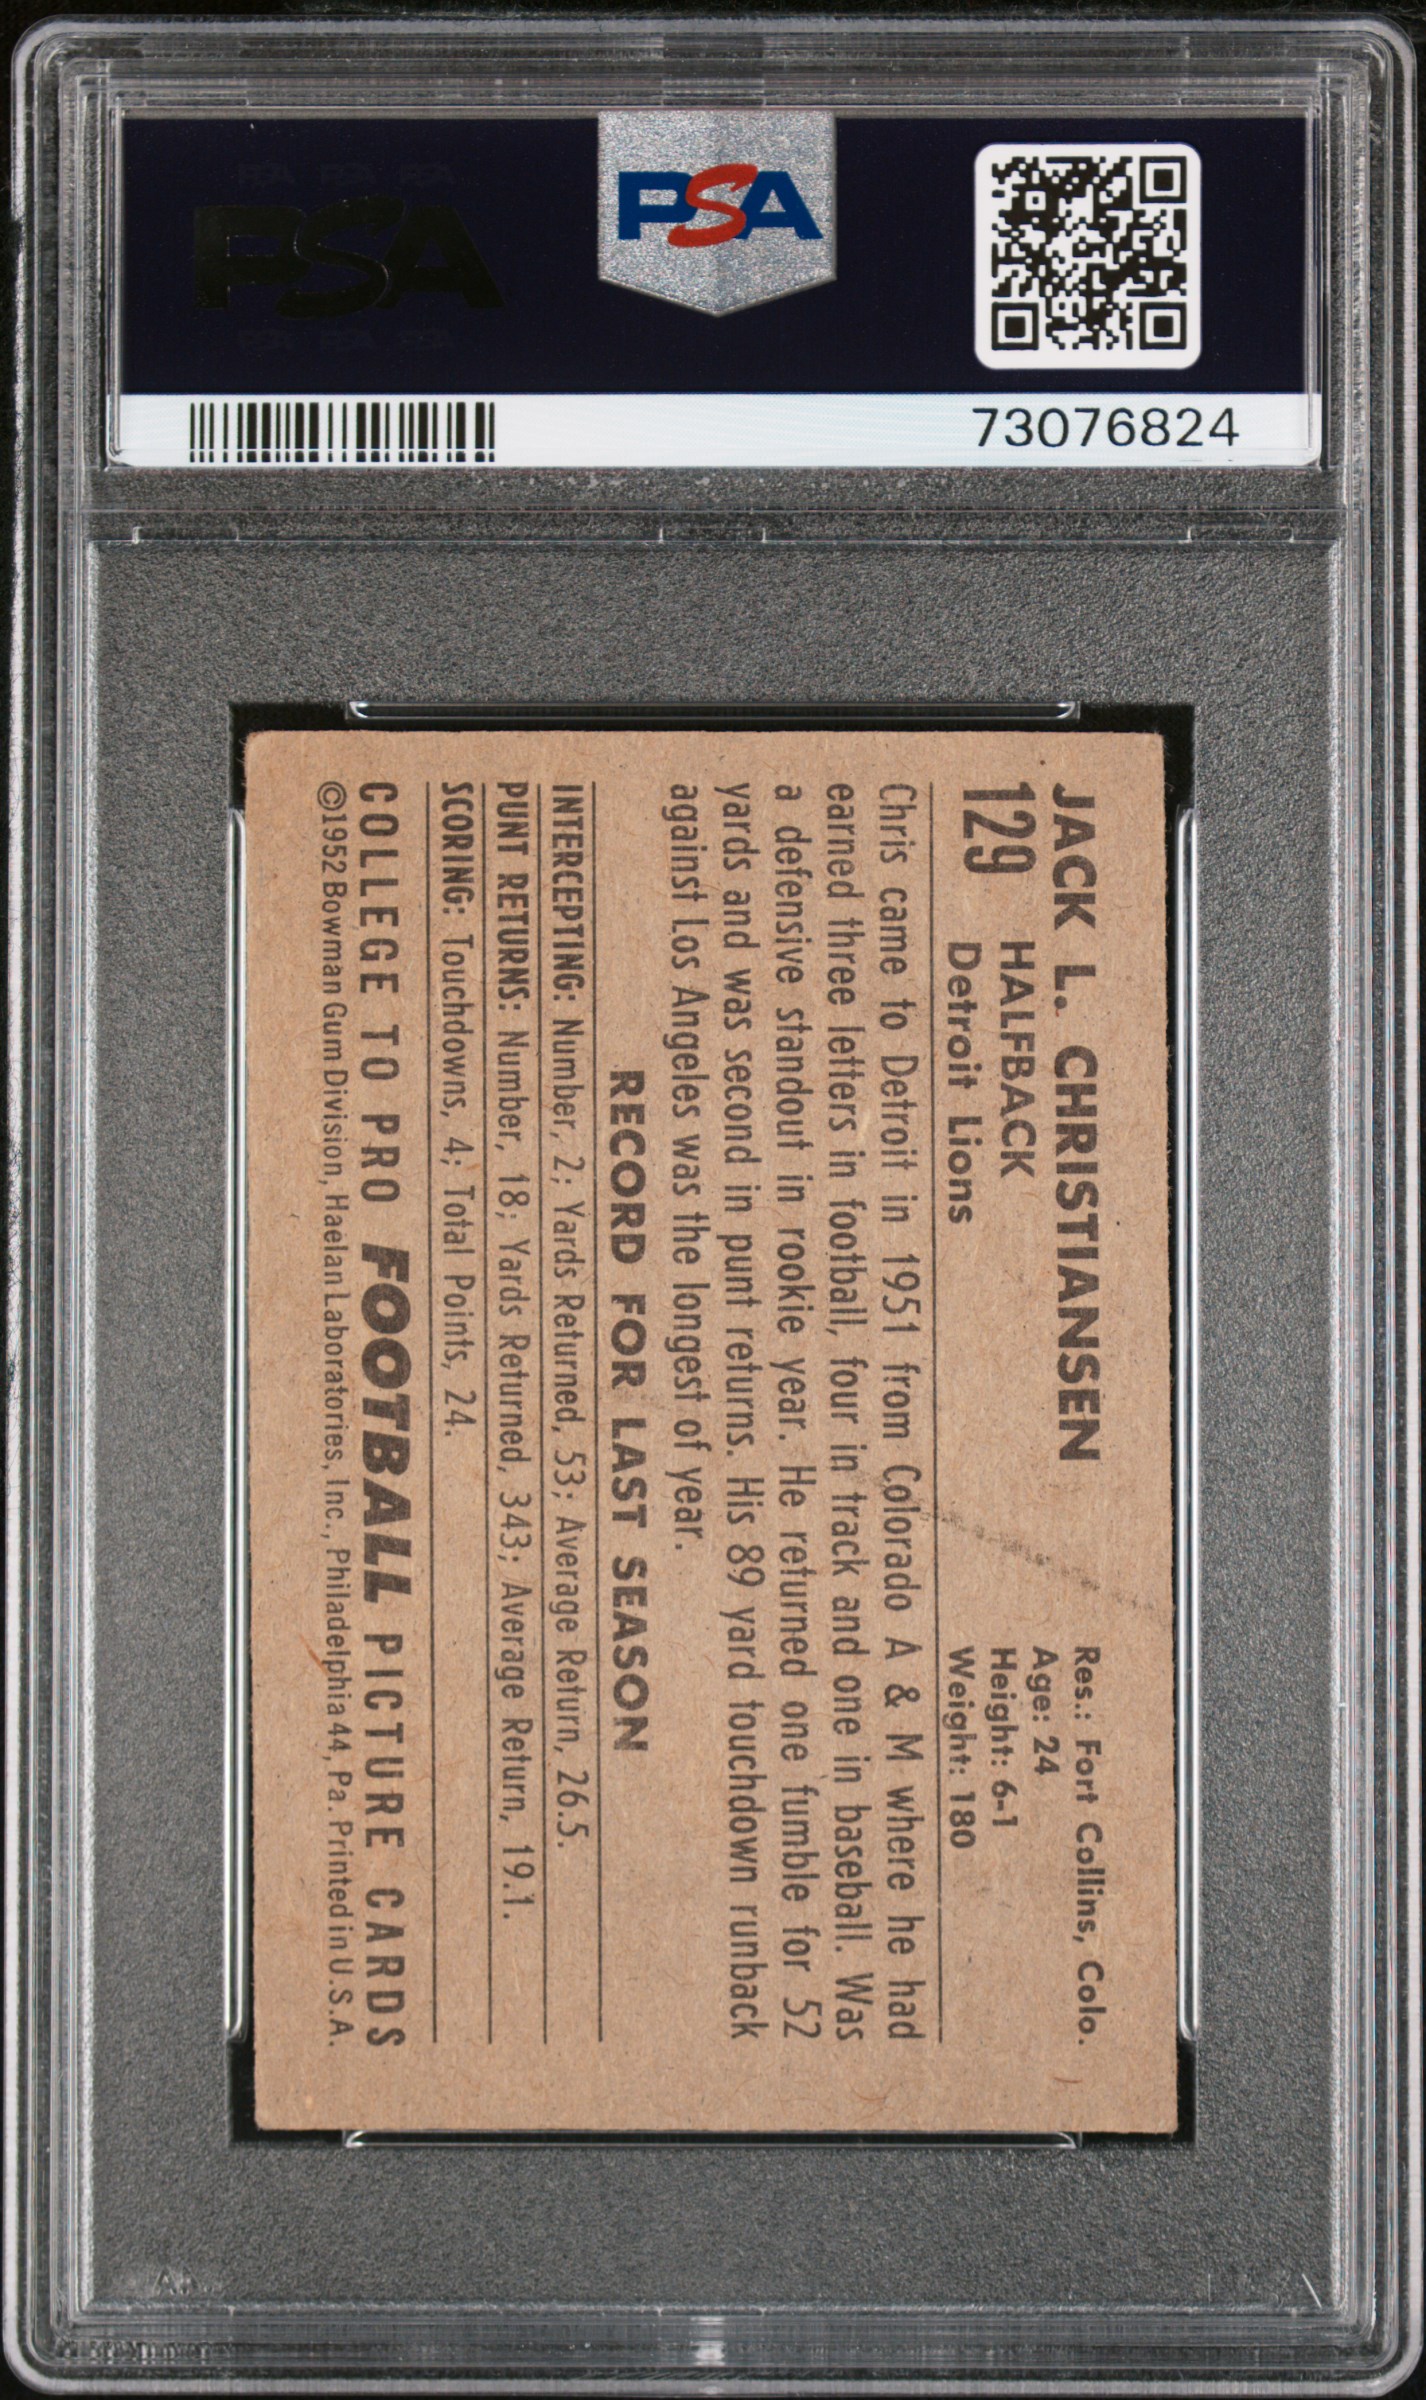 PSA PSA PSA
PSA
PSA PSA PSA
PSA
73076824
JACK L. CHRISTIANSEN
129 HALFBACK
Detroit Lions
Res.: Fort Collins, Colo.
Age: 24
Height: 6-1
Weight: 180
Chris came to Detroit in 1951 from Colorado A & M where he had
earned three letters in football, four in track and one in baseball. Was
a defensive standout in rookie year. He returned one fumble for 52
yards and was second in punt returns. His 89 yard touchdown runback
against Los Angeles was the longest of year.
RECORD FOR LAST SEASON
INTERCEPTING: Number, 2; Yards Returned, 53; Average Return, 26.5.
PUNT RETURNS: Number, 18; Yards Returned, 343; Average Return, 19.1.
SCORING: Touchdowns, 4; Total Points, 24.
COLLEGE TO PRO FOOTBALL PICTURE CARDS
©1952 Bowman Gum Division, Haelan Laboratories, Inc., Philadelphia 44, Pa. Printed in U.S.A.